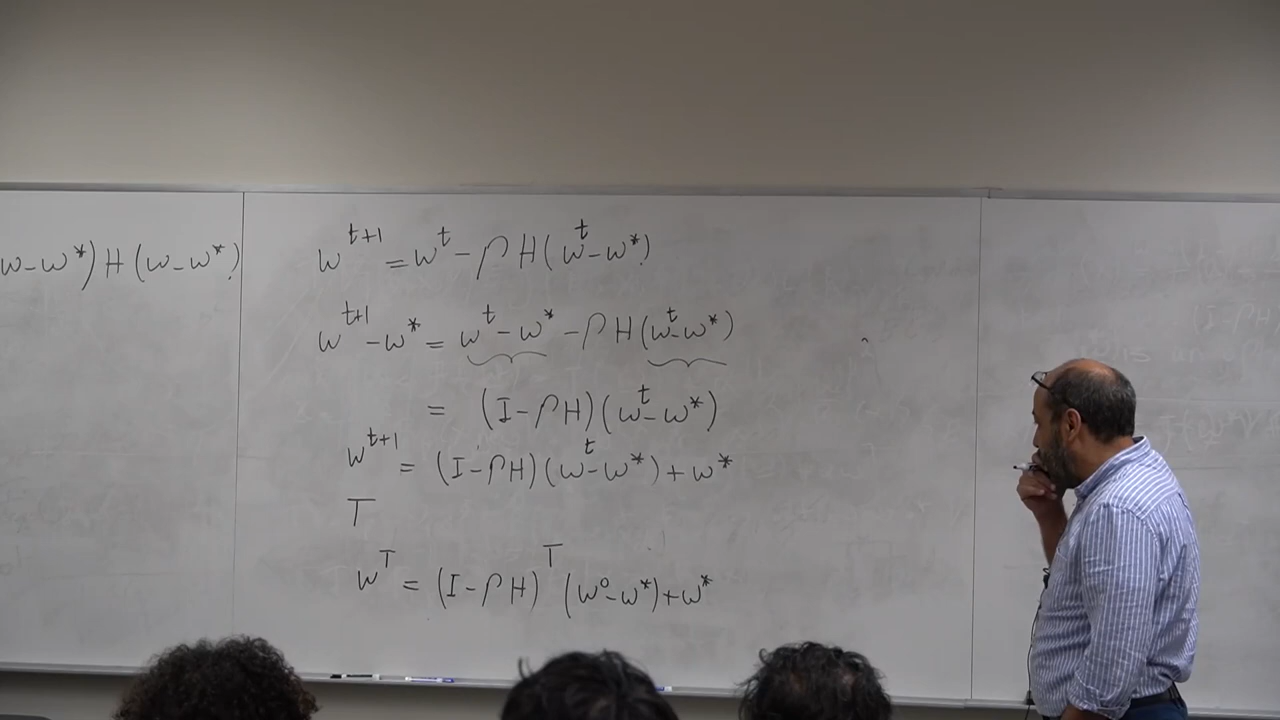 w-w*) H (w-w*)
w^{t+1} = w^t - ρH(w^t - w*)
w^{t+1} - w* = w^t - w* - ρH(w^t - w*)
= (I - ρH)(w^t - w*)
w^{t+1} = (I - ρH)(w^t - w*) + w*
T
w^T = (I - ρH)^T (w^0 - w*) + w*